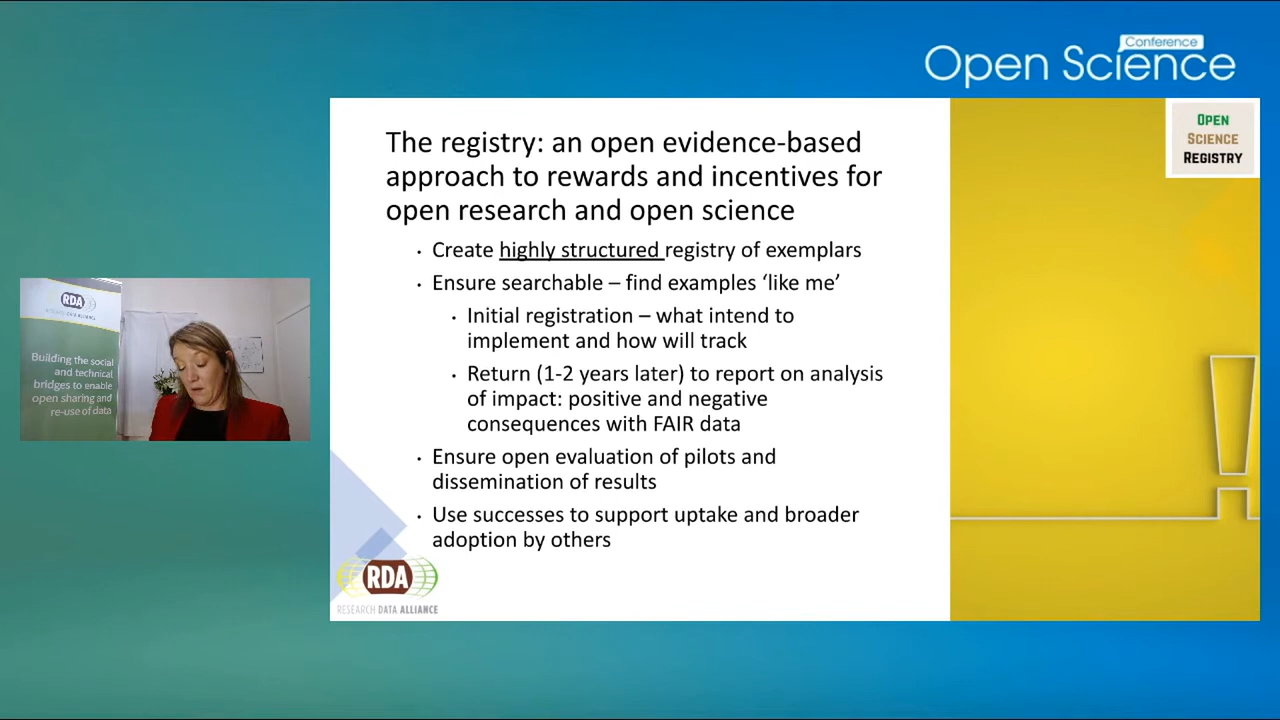 Conference
Open Science
OPEN
SCIENCE
REGISTRY
The registry: an open evidence-based
approach to rewards and incentives for
open research and open science
· Create highly structured registry of exemplars
· Ensure searchable – find examples ‘like me’
· Initial registration – what intend to
implement and how will track
· Return (1-2 years later) to report on analysis
of impact: positive and negative
consequences with FAIR data
· Ensure open evaluation of pilots and
dissemination of results
· Use successes to support uptake and broader
adoption by others
RDA
RESEARCH DATA ALLIANCE
RDA
RESEARCH DATA ALLIANCE
Building the social
and technical
bridges to enable
open sharing and
re-use of data